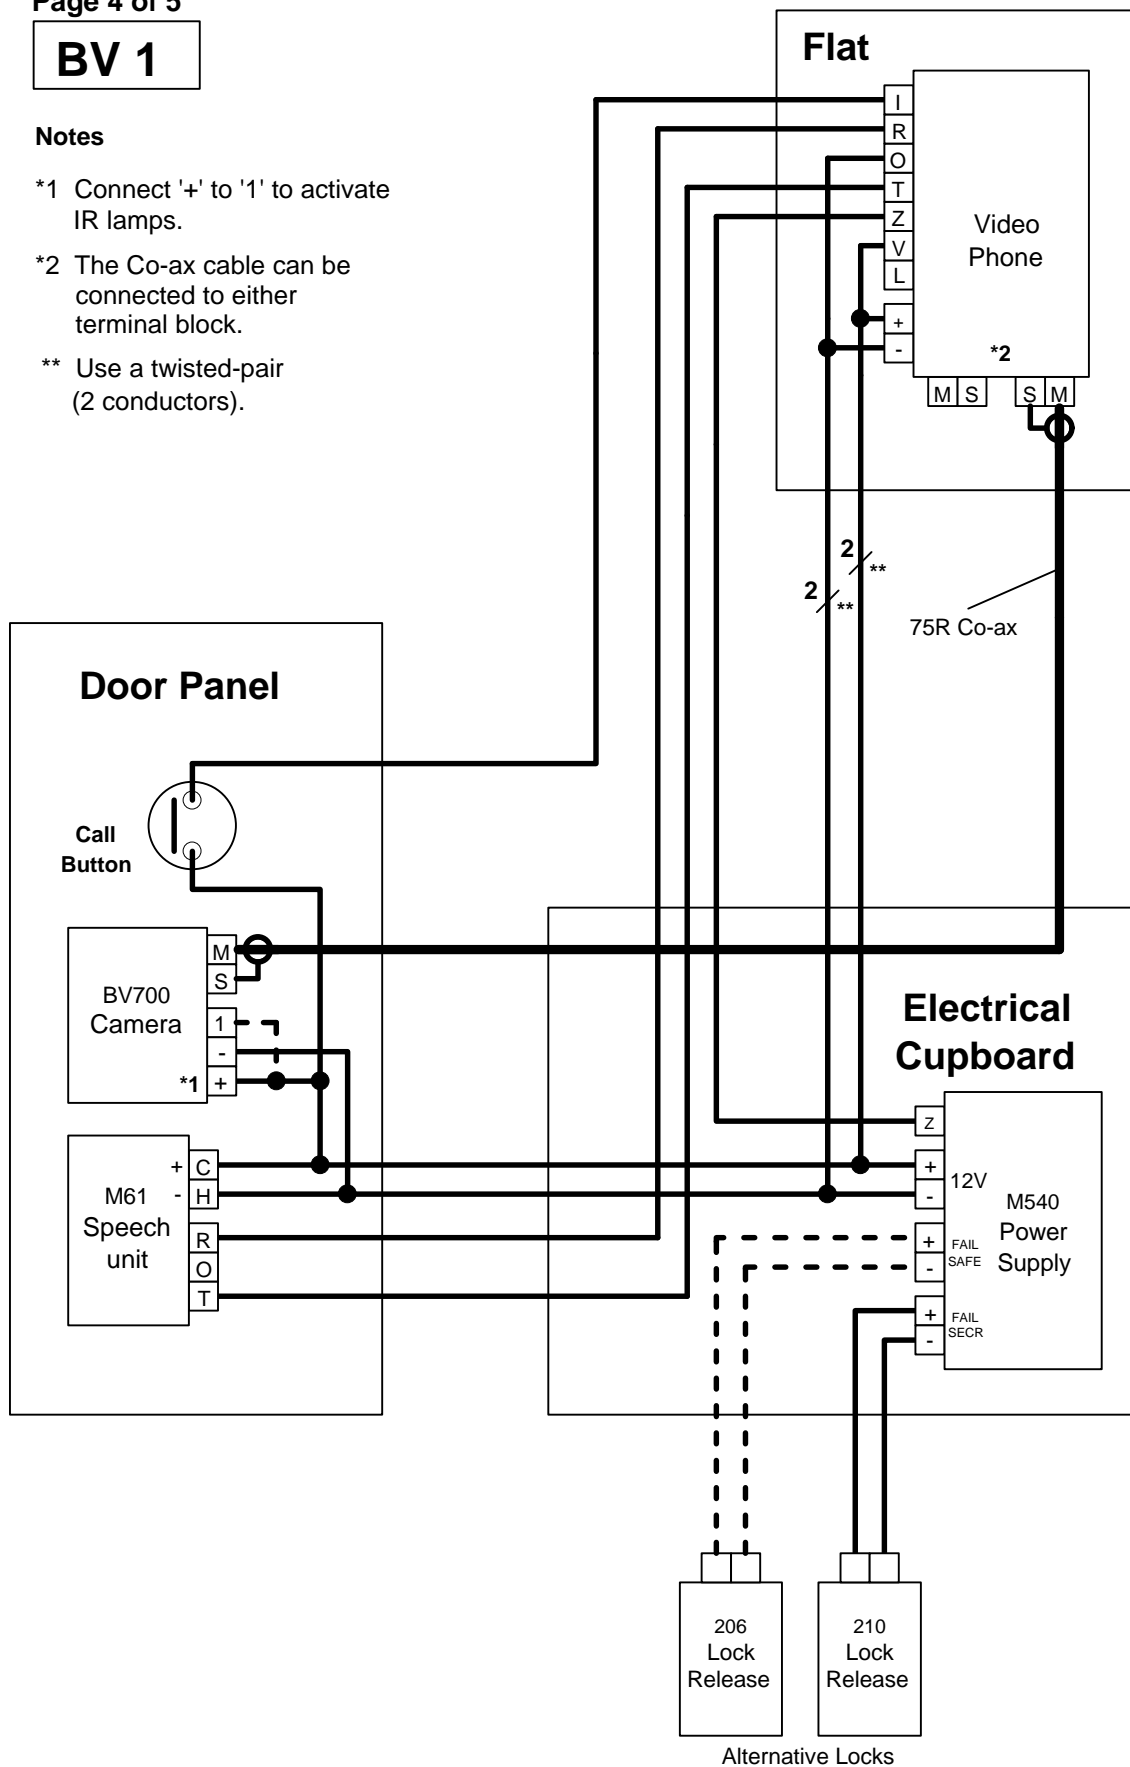 Page 4 of 5
BV 1
Notes
*1 Connect '+' to '1' to activate
IR lamps.
*2 The Co-ax cable can be
connected to either
terminal block.
** Use a twisted-pair
(2 conductors).
Flat
I
R
O
T
Z
V
L
+
-
Video
Phone
*2
M S
S M
2
**
2
**
75R Co-ax
Door Panel
Call
Button
BV700
Camera
*1
M
S
1
-
+
M61
Speech
unit
+ C
- H
R
O
T
Electrical
Cupboard
Z
+
-
12V
+
-
FAIL
SAFE
+
-
FAIL
SECR
M540
Power
Supply
206
Lock
Release
210
Lock
Release
Alternative Locks